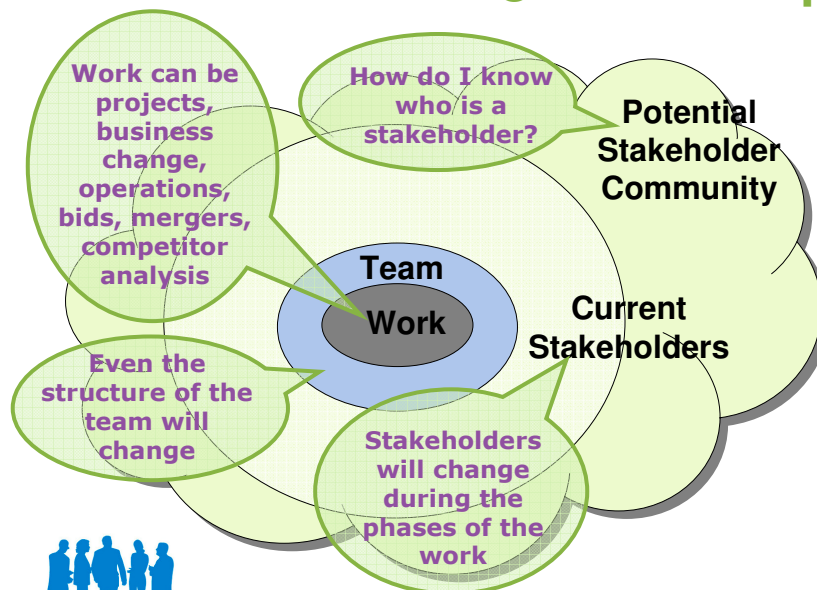 Work can be
projects,
business
change,
operations,
bids, mergers,
competitor
analysis
How do I know
who is a
stakeholder?
Potential
Stakeholder
Community
Team
Work
Current
Stakeholders
Even the
structure of the
team will
change
Stakeholders
will change
during the
phases of the
work